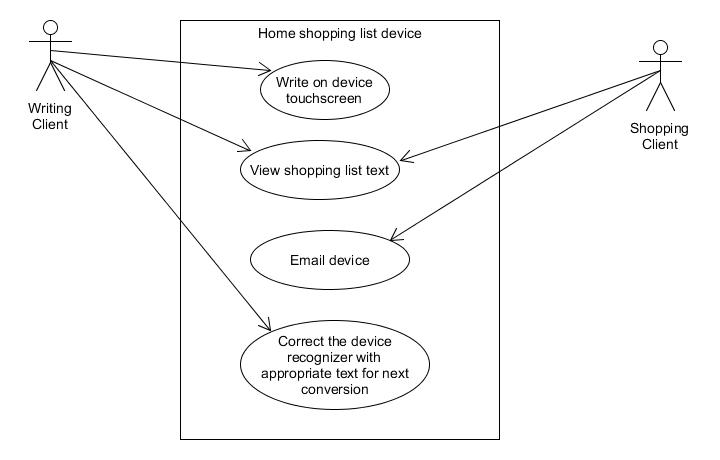 Home shopping list device
Write on device
touchscreen
Writing
Client
Shopping
Client
View shopping list text
Email device
Correct the device
recognizer with
appropriate text for next
conversion